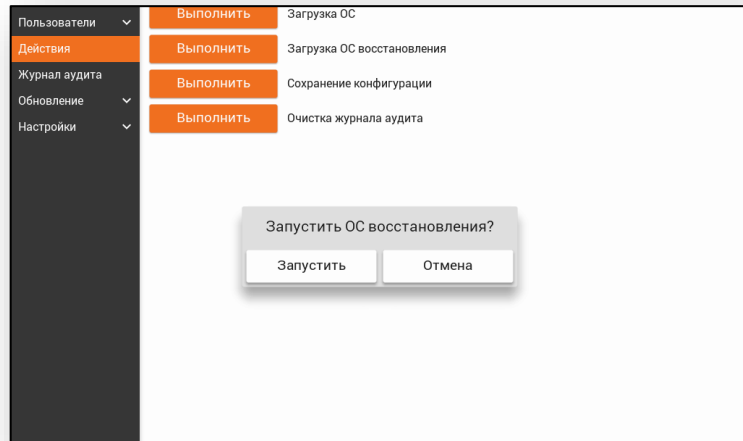 Пользователи
Действия
Журнал аудита
Обновление
Настройки
Выполнить Загрузка ОС
Выполнить Загрузка ОС восстановления
Выполнить Сохранение конфигурации
Выполнить Очистка журнала аудита
Запустить ОС восстановления?
Запустить Отмена